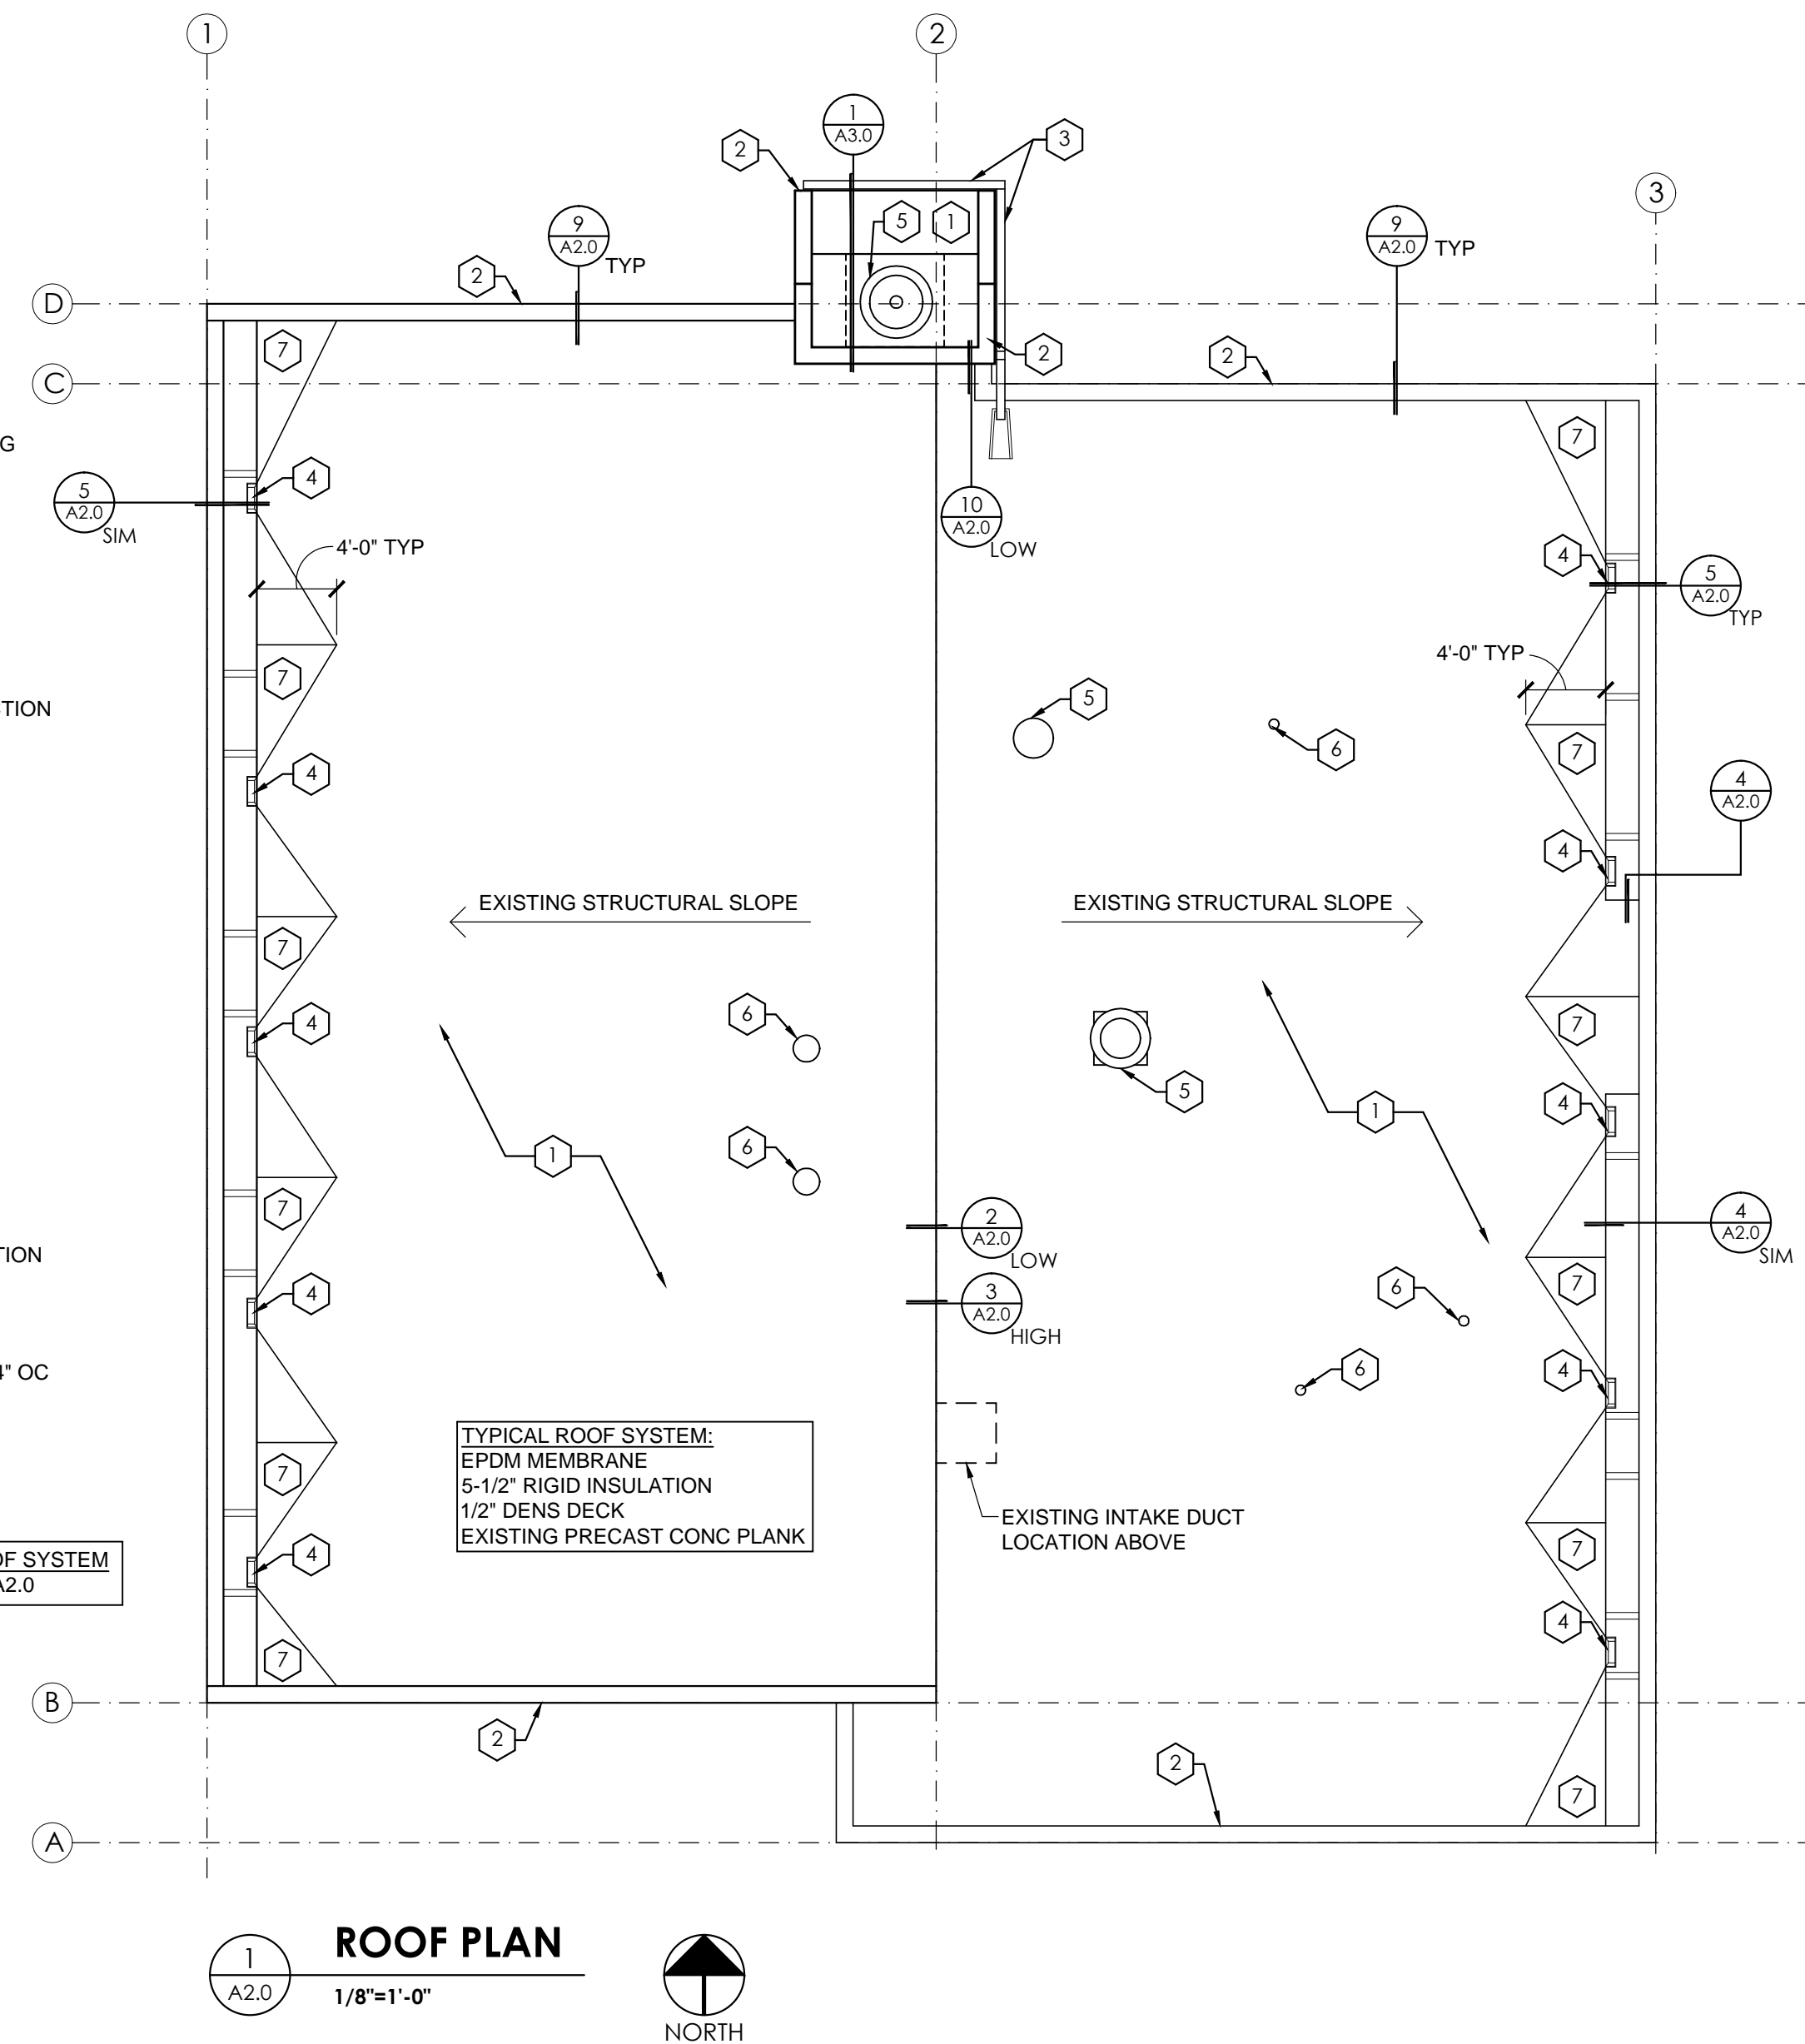 1
2
1
A3.0
2
3
3
9
A2.0
TYP
5
1
9
A2.0
TYP
2
D
2
2
7
C
G
7
5
A2.0
SIM
4
10
A2.0
LOW
4
5
A2.0
TYP
4'-0" TYP
4'-0" TYP
7
5
TION
6
7
4
4
A2.0
4
EXISTING STRUCTURAL SLOPE
EXISTING STRUCTURAL SLOPE
7
6
4
7
5
4
6
1
1
7
2
A2.0
LOW
4
A2.0
SIM
TION
4
3
A2.0
HIGH
6
7
4" OC
6
4
TYPICAL ROOF SYSTEM:
EPDM MEMBRANE
5-1/2" RIGID INSULATION
1/2" DENS DECK
EXISTING PRECAST CONC PLANK
7
EXISTING INTAKE DUCT
LOCATION ABOVE
OF SYSTEM
A2.0
4
7
4
7
B
2
2
7
A
1
A2.0
ROOF PLAN
1/8"=1'-0"
NORTH